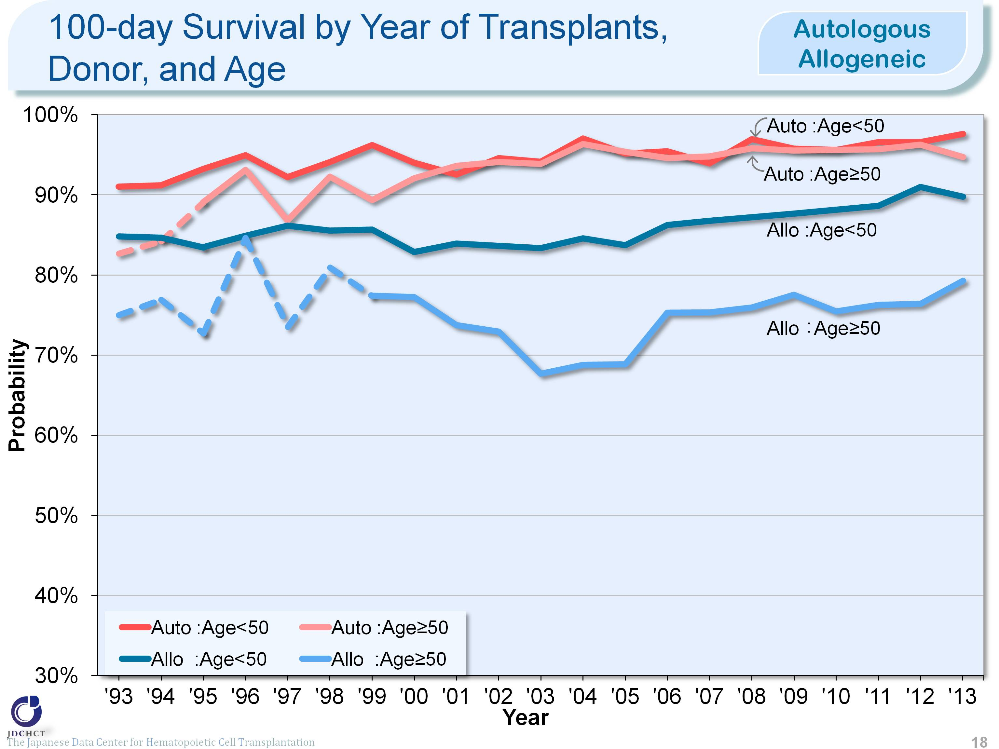 100-day Survival by Year of Transplants,
Donor, and Age
Autologous
Allogeneic
100%
90%
80%
70%
60%
50%
40%
30%
Probability
Auto :Age<50
Auto :Age≥50
Allo :Age<50
Allo :Age≥50
Auto :Age<50 Auto :Age≥50
Allo :Age<50 Allo :Age≥50
'93 '94 '95 '96 '97 '98 '99 '00 '01 '02 '03 '04 '05 '06 '07 '08 '09 '10 '11 '12 '13
Year
JDCHCT
The Japanese Data Center for Hematopoietic Cell Transplantation
18